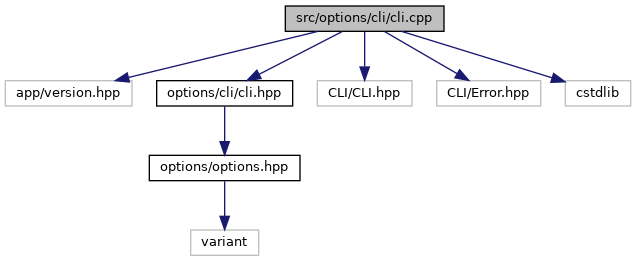 src/options/cli/cli.cpp
app/version.hpp
options/cli/cli.hpp
CLI/CLI.hpp
CLI/Error.hpp
cstdlib
options/options.hpp
variant